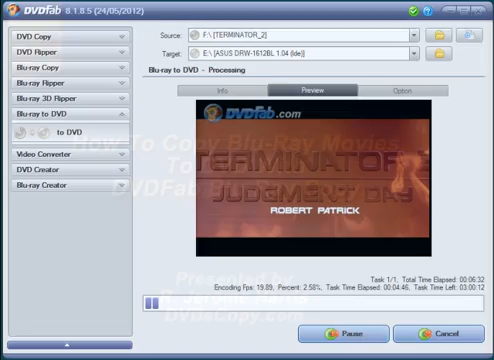 DVDFab 8.1.8.5 (24/05/2012)
DVD Copy
DVD Ripper
Blu-ray Copy
Blu-ray Ripper
Blu-ray 3D Ripper
Blu-ray to DVD
to DVD
Video Converter
DVD Creator
Blu-ray Creator
Source: F:\ [TERMINATOR_2]
Target: E:\ [ASUS DRW-1612BL 1.04 (Ide)]
Blu-ray to DVD - Processing
Info Preview Option
DVDFab.com
How To Copy Blu-Ray Movies
To
DVDFab
TERMINATOR 2
JUDGMENT DAY
ROBERT PATRICK
Presented by
Task 1/1, Total Time Elapsed: 00:06:32
Encoding Fps: 19.89, Percent: 2.58%, Task Time Elapsed: 00:04:46, Task Time Left: 03:00:12
Pause Cancel